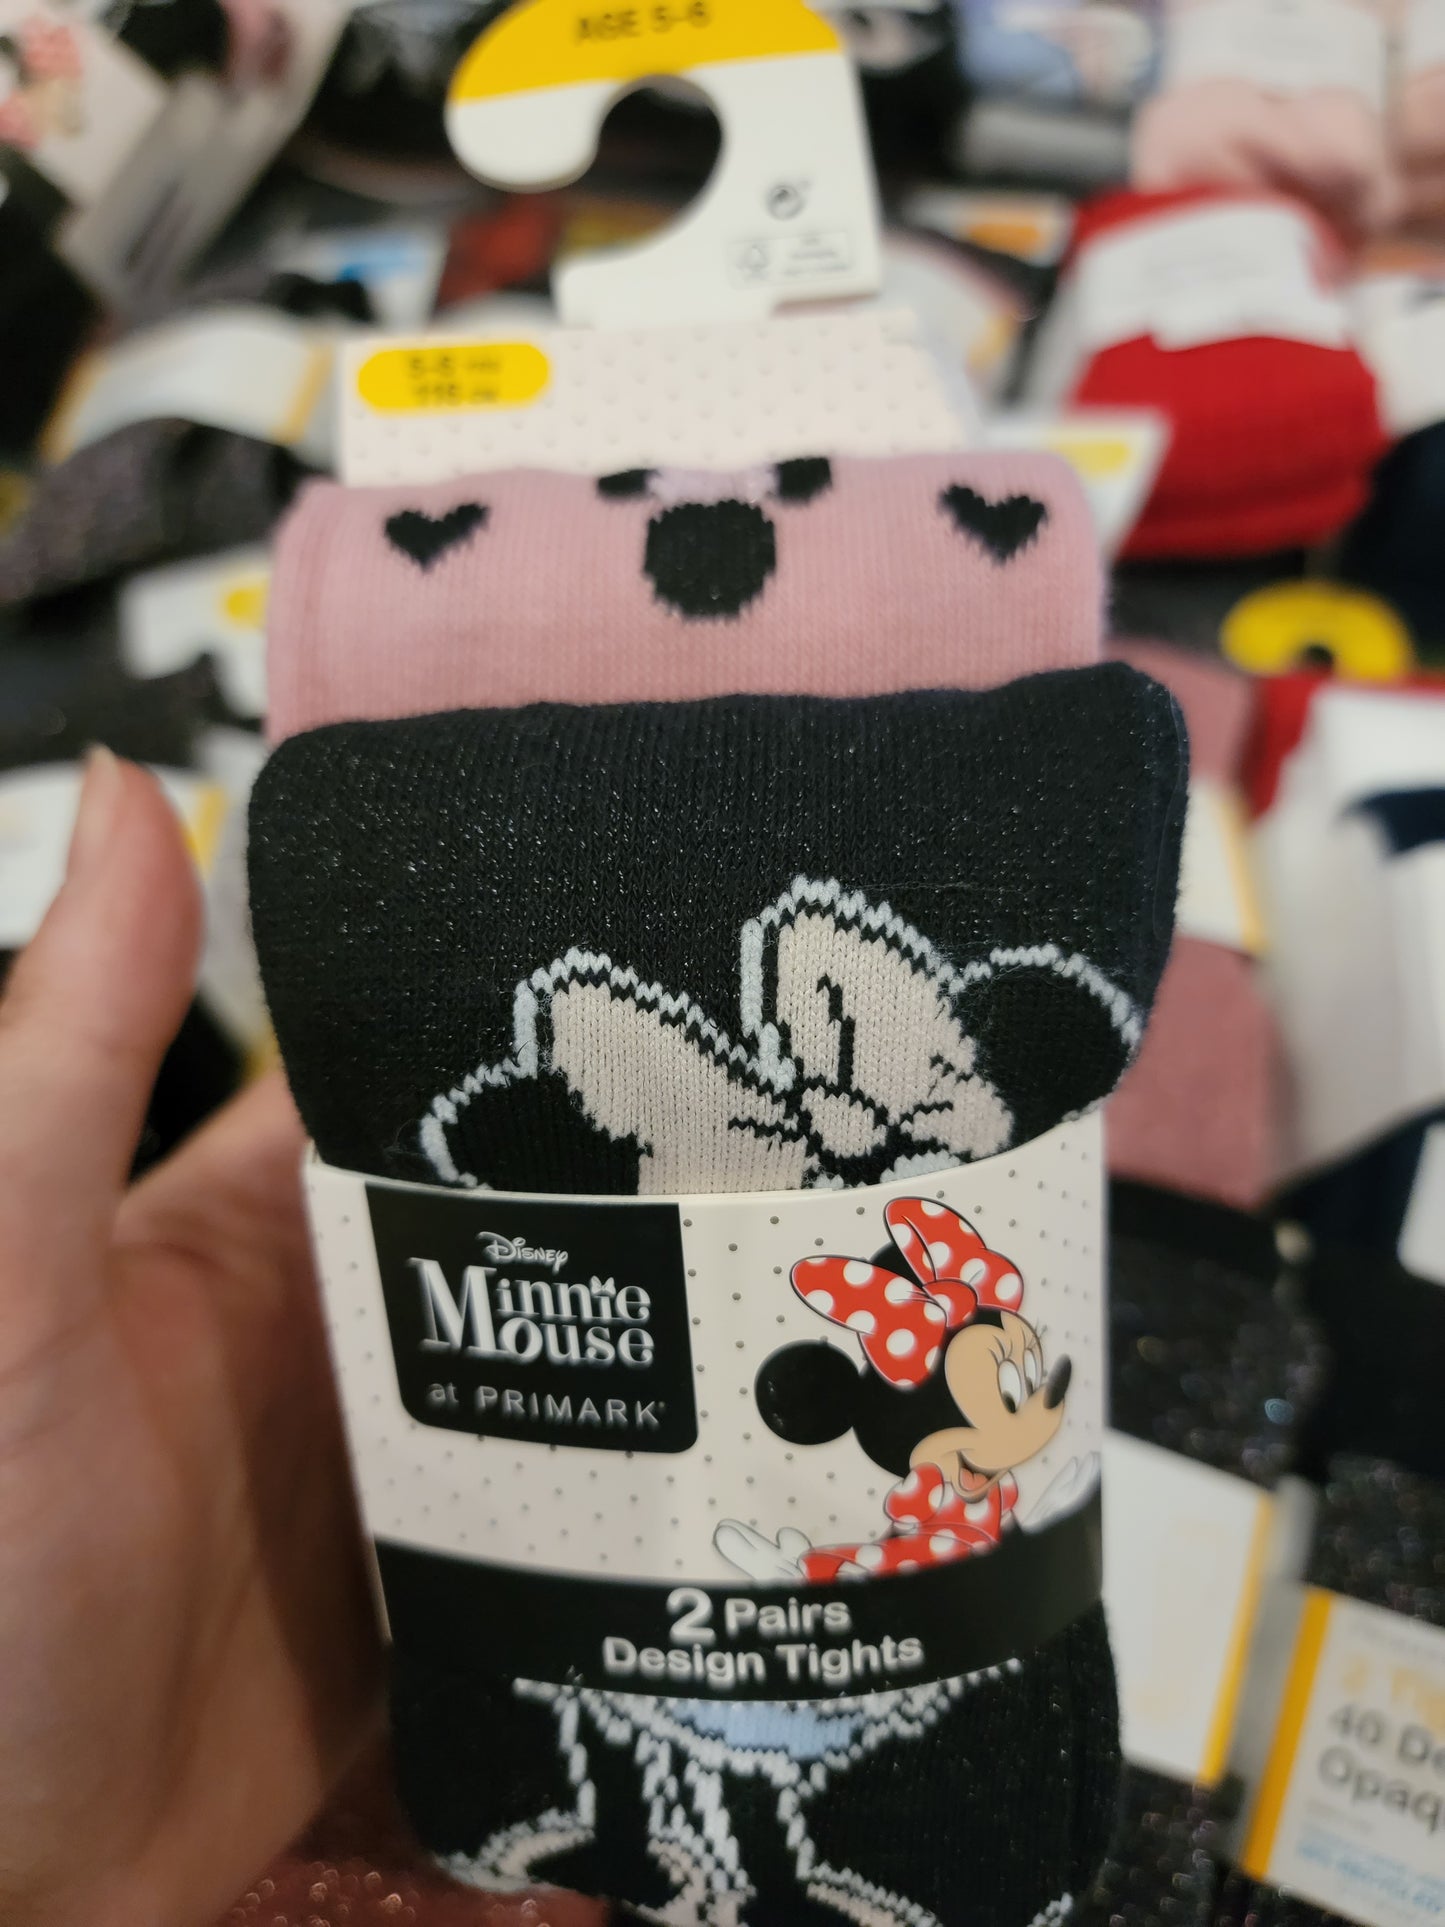 AGE 5-6
Disney
Minnie
Mouse
at PRIMARK
2 Pairs
Design Tights
40 De
Opaq